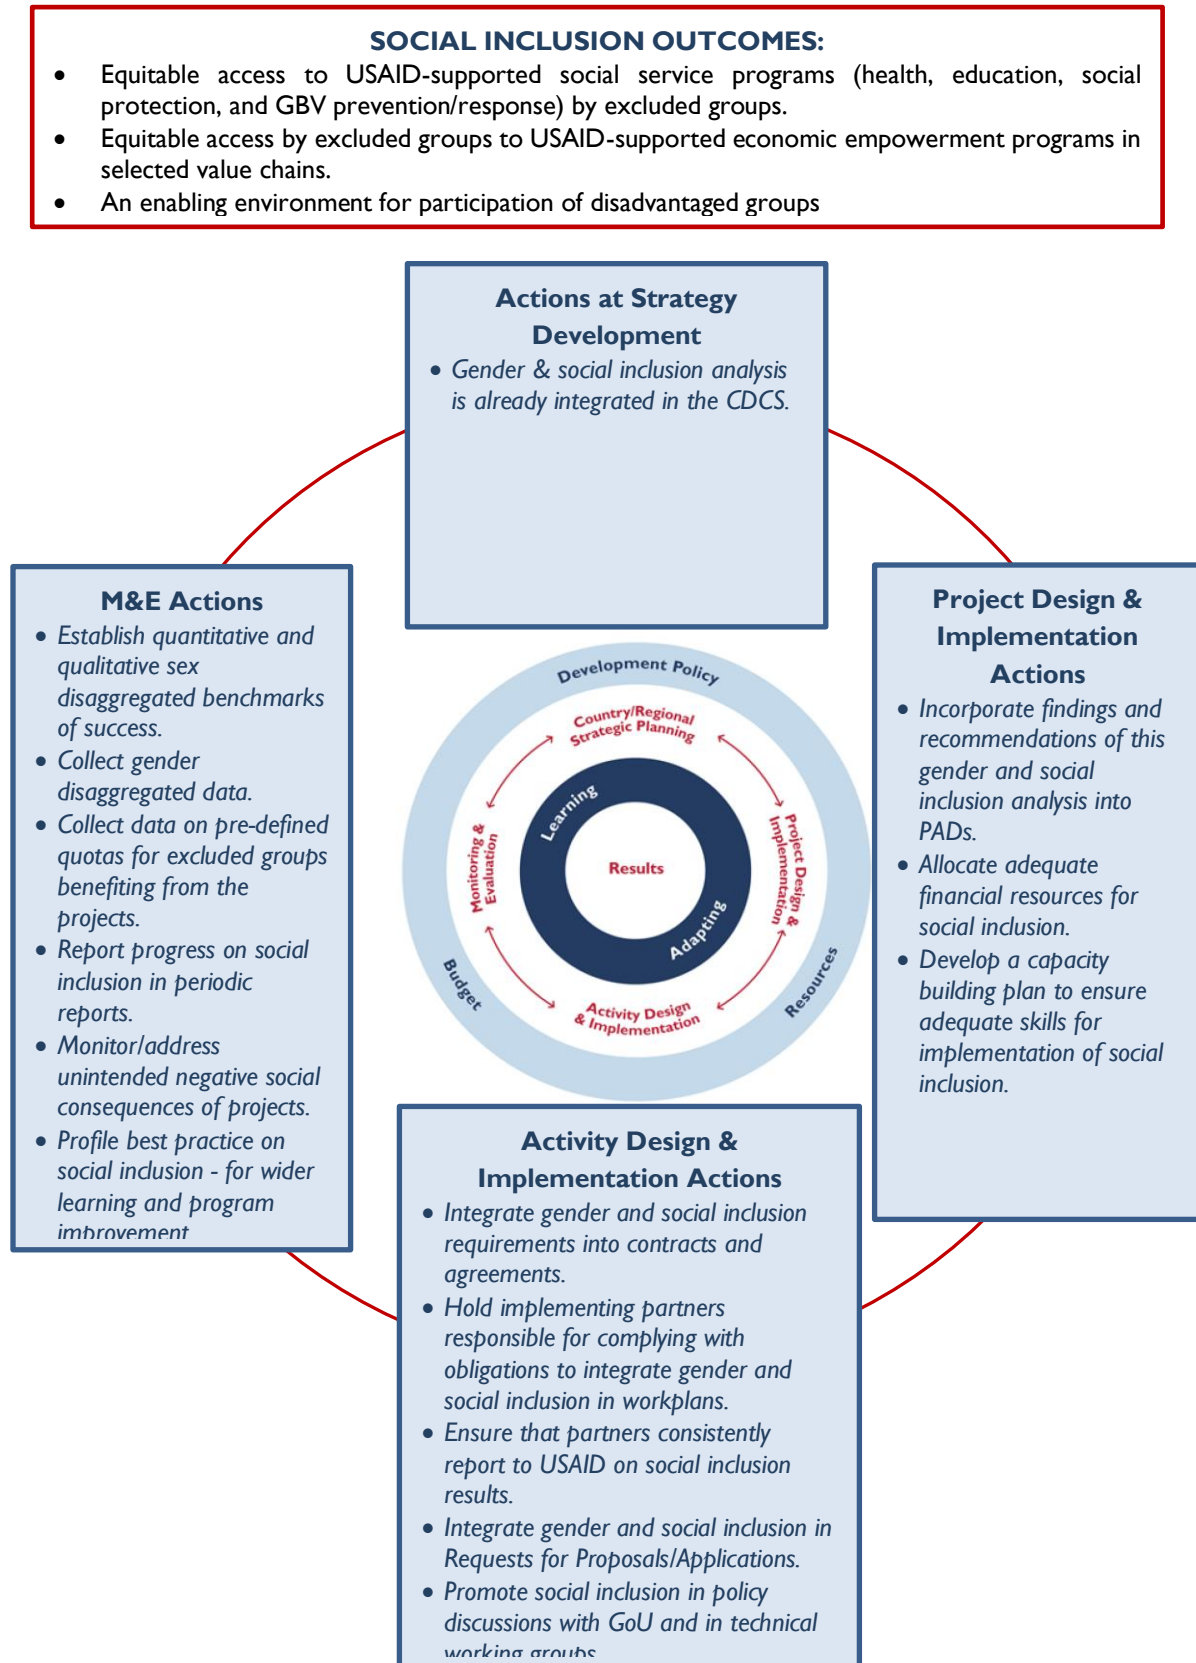 SOCIAL INCLUSION OUTCOMES:
• Equitable access to USAID-supported social service programs (health, education, social
protection, and GBV prevention/response) by excluded groups.
• Equitable access by excluded groups to USAID-supported economic empowerment programs in
selected value chains.
• An enabling environment for participation of disadvantaged groups
Actions at Strategy
Development
• Gender & social inclusion analysis
is already integrated in the CDCS.
M&E Actions
• Establish quantitative and
qualitative sex
disaggregated benchmarks
of success.
• Collect gender
disaggregated data.
• Collect data on pre-defined
quotas for excluded groups
benefiting from the
projects.
• Report progress on social
inclusion in periodic
reports.
• Monitor/address
unintended negative social
consequences of projects.
• Profile best practice on
social inclusion - for wider
learning and program
improvement
Development Policy
Country/Regional
Strategic Planning
Learning
Monitoring &
Evaluation
Results
Project Design &
Implementation
Adapting
Budget
Activity Design
& Implementation
Resources
Project Design &
Implementation
Actions
• Incorporate findings and
recommendations of this
gender and social
inclusion analysis into
PADs.
• Allocate adequate
financial resources for
social inclusion.
• Develop a capacity
building plan to ensure
adequate skills for
implementation of social
inclusion.
Activity Design &
Implementation Actions
• Integrate gender and social inclusion
requirements into contracts and
agreements.
• Hold implementing partners
responsible for complying with
obligations to integrate gender and
social inclusion in workplans.
• Ensure that partners consistently
report to USAID on social inclusion
results.
• Integrate gender and social inclusion in
Requests for Proposals/Applications.
• Promote social inclusion in policy
discussions with GoU and in technical
working groups